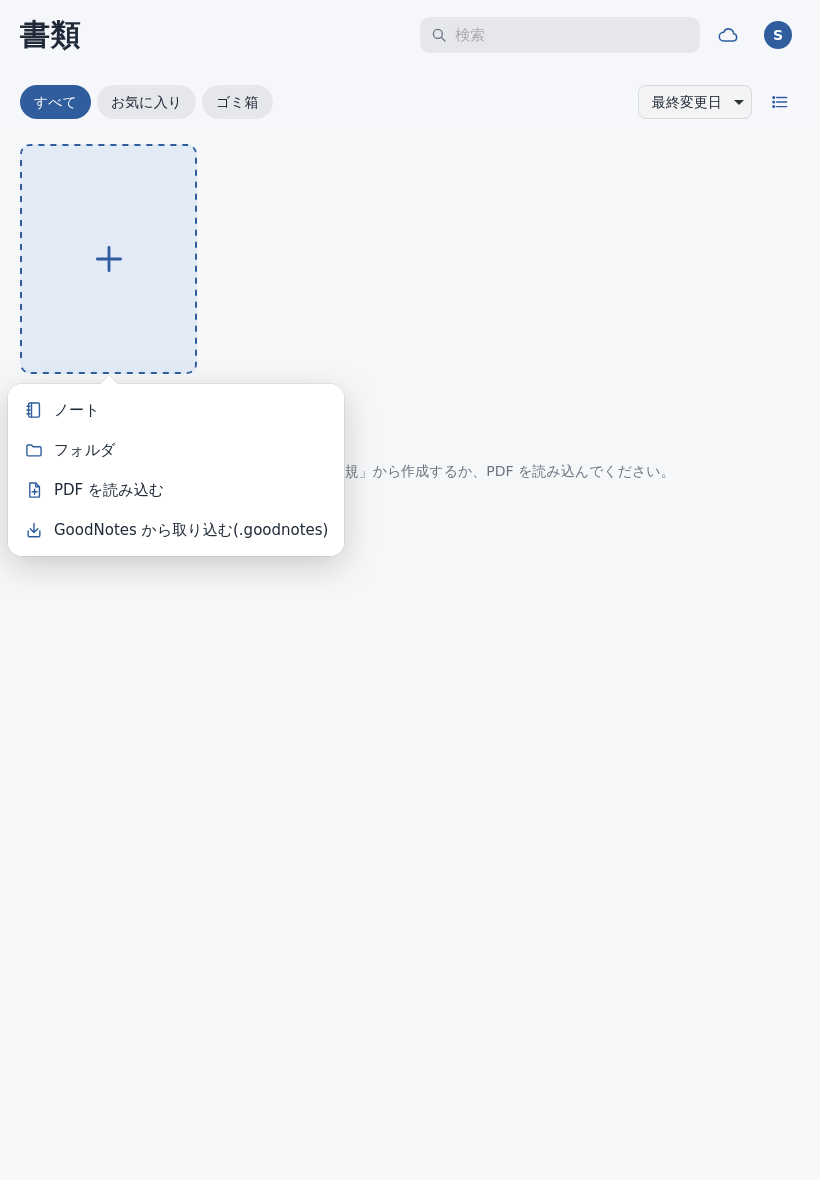 書類
検索
S
すべて
お気に入り
ゴミ箱
最終変更日
ノート
フォルダ
規」から作成するか、PDF を読み込んでください。
PDF を読み込む
GoodNotes から取り込む(.goodnotes)